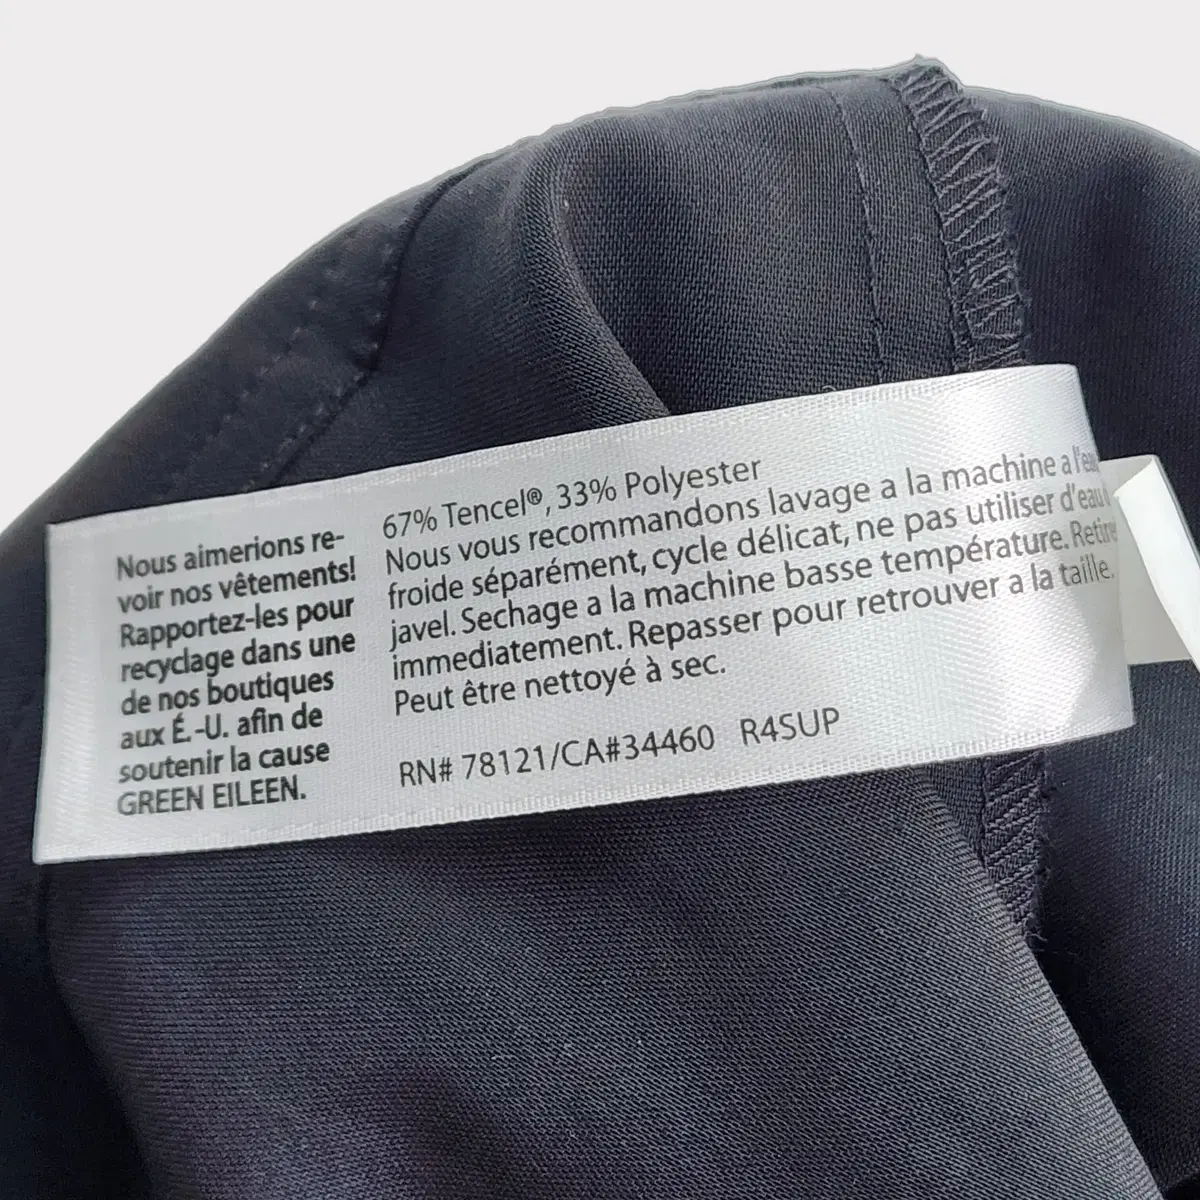 Nous aimerions re-
voir nos vêtements!
Rapportez-les pour
recyclage dans une
de nos boutiques
aux É.-U. afin de
soutenir la cause
GREEN EILEEN.
67% Tencel®, 33% Polyester
Nous vous recommandons lavage a la machine a l'eau
froide séparément, cycle délicat, ne pas utiliser d'eau
javel. Sechage a la machine basse température.
immediatement. Repasser pour retrouver a la taille.
Peut être nettoyé à sec.
RN# 78121/CA#34460 R4SUP